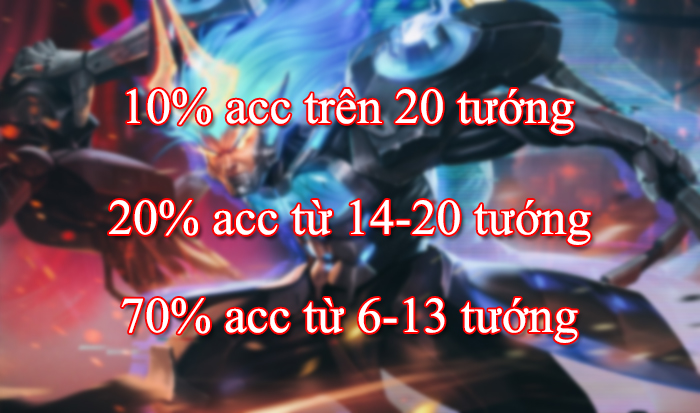 10% acc trên 20 tướng
20% acc từ 14-20 tướng
70% acc từ 6-13 tướng